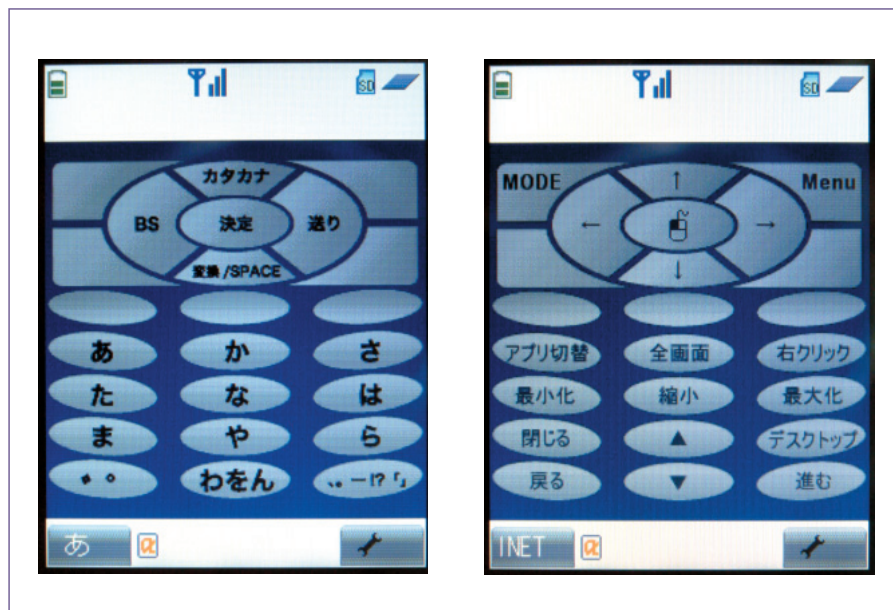 SD
カタカナ
BS 決定 送り
変換/SPACE
あ か さ
た な は
ま や ら
゛ ゜ わをん 、。ー!?「」
あ α
SD
MODE ↑ Menu
← →
↓
アプリ切替 全画面 右クリック
最小化 縮小 最大化
閉じる ▲ デスクトップ
戻る ▼ 進む
INET α